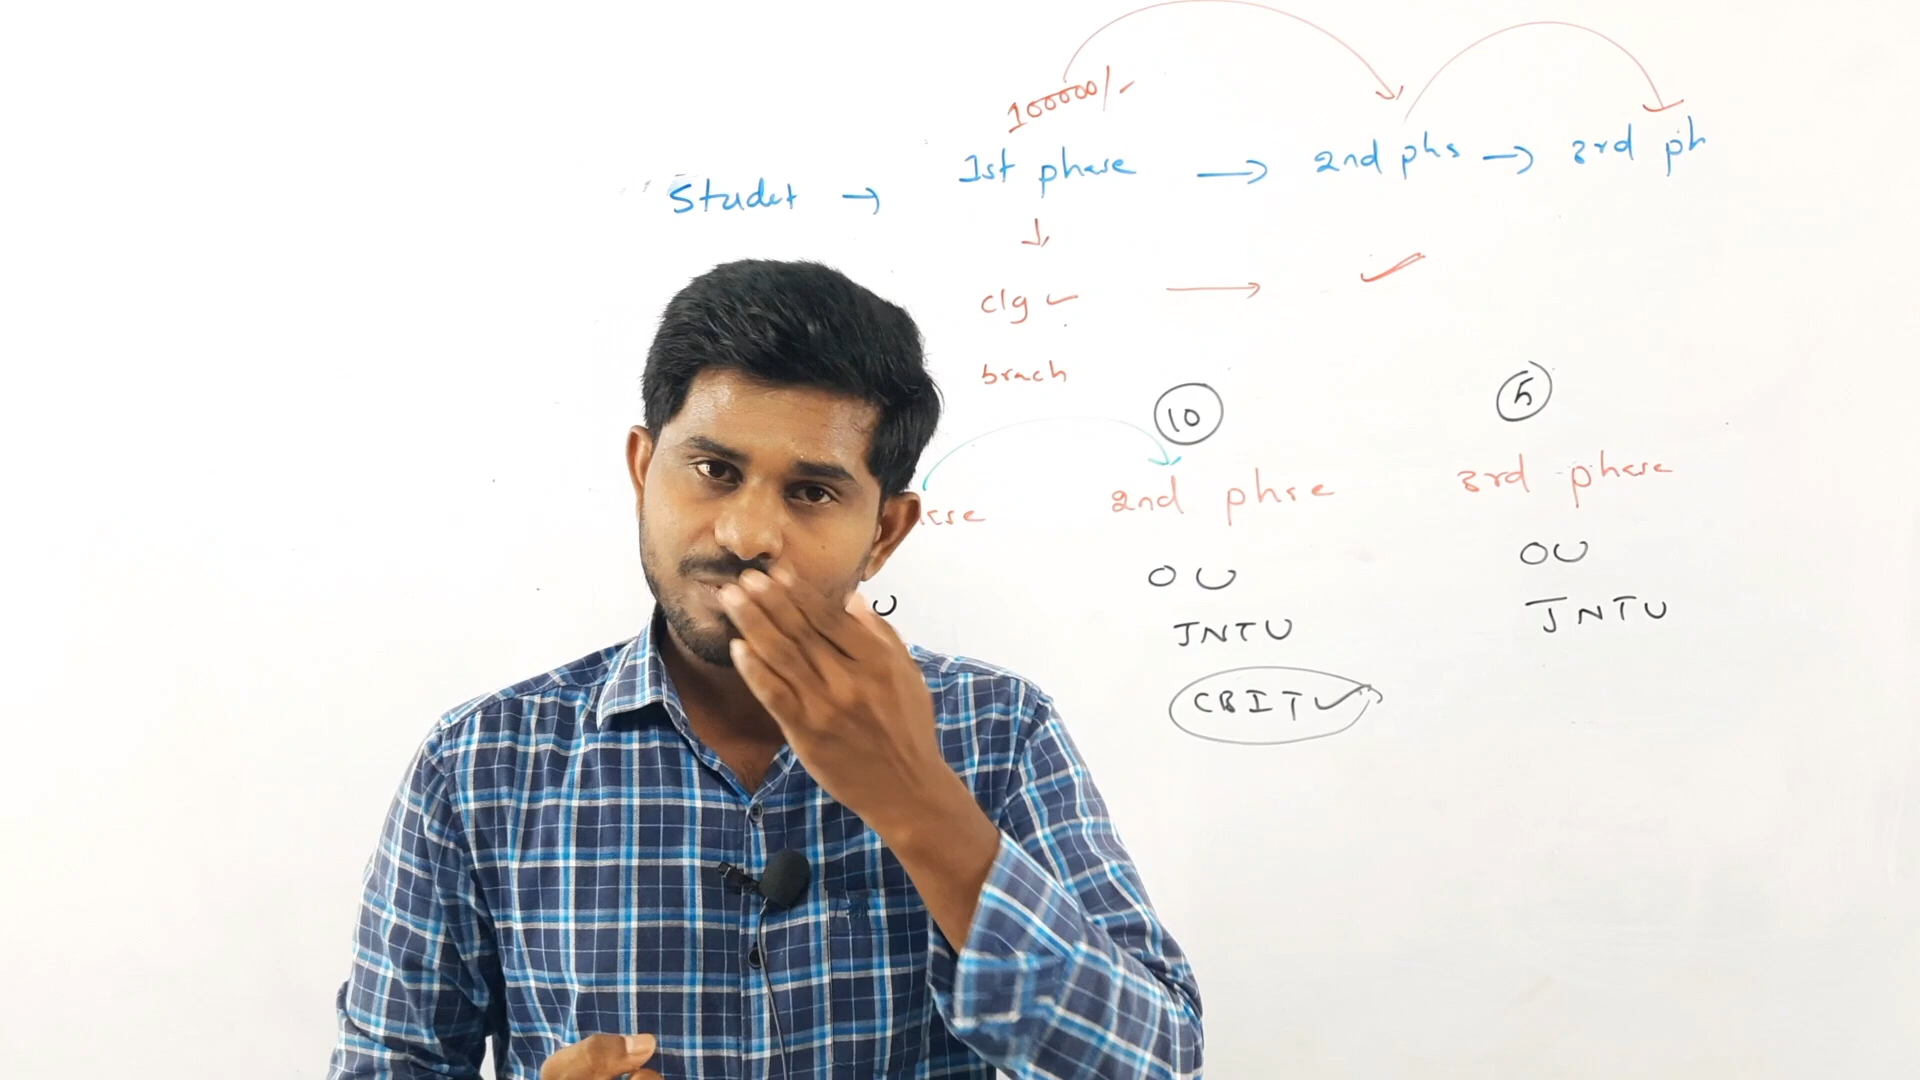 100000/-
Studet → 1st phase → 2nd phs → 3rd ph
↓
clg ✓ → ✓
brach
10 5
2nd phse 3rd phase
OU OU
JNTU JNTU
CBIT ✓